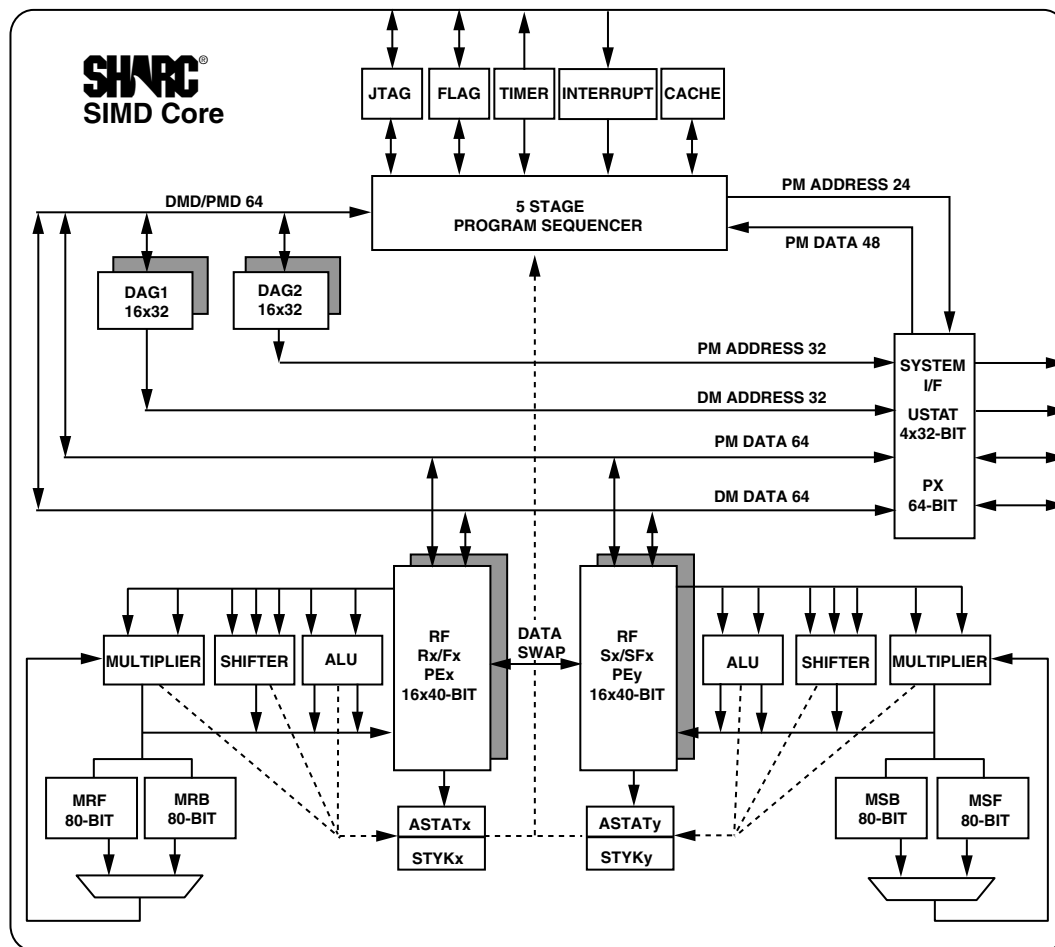 SHARC®
SIMD Core
JTAG
FLAG
TIMER
INTERRUPT
CACHE
DMD/PMD 64
5 STAGE
PROGRAM SEQUENCER
PM ADDRESS 24
PM DATA 48
DAG1
16x32
DAG2
16x32
PM ADDRESS 32
DM ADDRESS 32
PM DATA 64
DM DATA 64
SYSTEM
I/F
USTAT
4x32-BIT
PX
64-BIT
MULTIPLIER
SHIFTER
ALU
RF
Rx/Fx
PEx
16x40-BIT
DATA
SWAP
RF
Sx/SFx
PEy
16x40-BIT
ALU
SHIFTER
MULTIPLIER
MRF
80-BIT
MRB
80-BIT
ASTATx
STYKx
ASTATy
STYKy
MSB
80-BIT
MSF
80-BIT